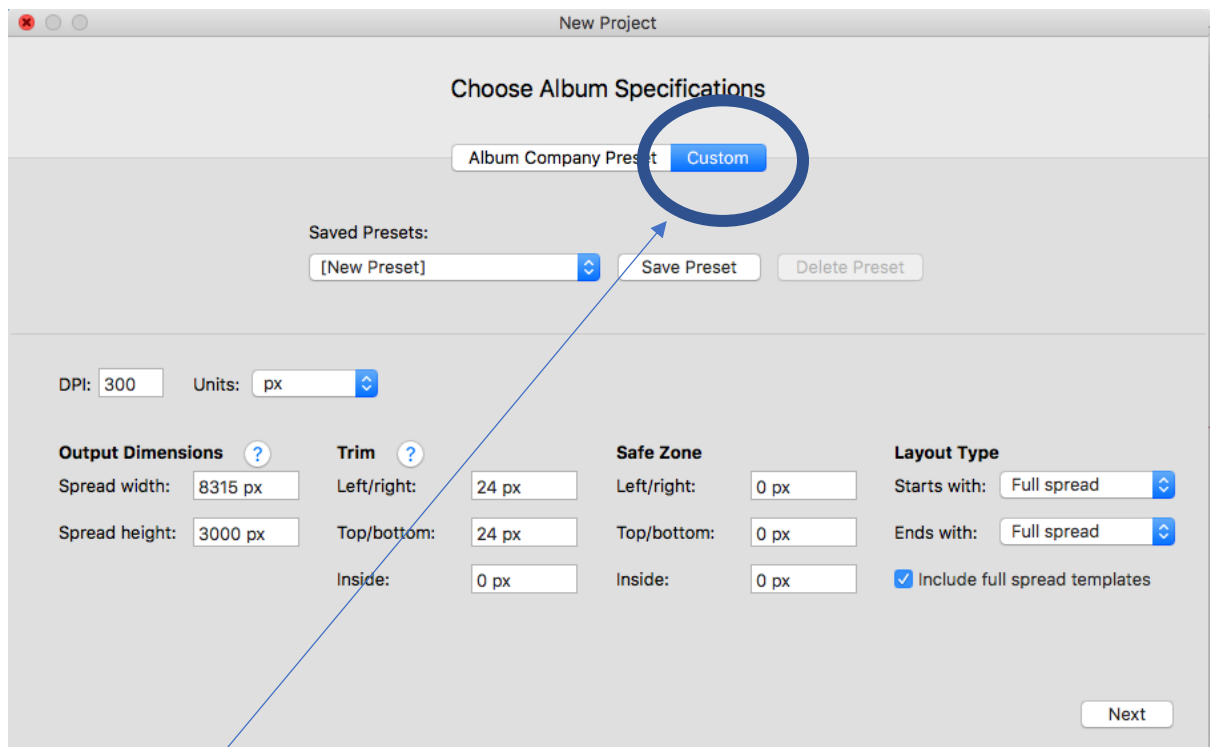 New Project
Choose Album Specifications
Album Company Preset Custom
Saved Presets:
[New Preset] Save Preset Delete Preset
DPI: 300 Units: px
Output Dimensions ? Trim ? Safe Zone Layout Type
Spread width: 8315 px Left/right: 24 px Left/right: 0 px Starts with: Full spread
Spread height: 3000 px Top/bottom: 24 px Top/bottom: 0 px Ends with: Full spread
Inside: 0 px Inside: 0 px Include full spread templates
Next